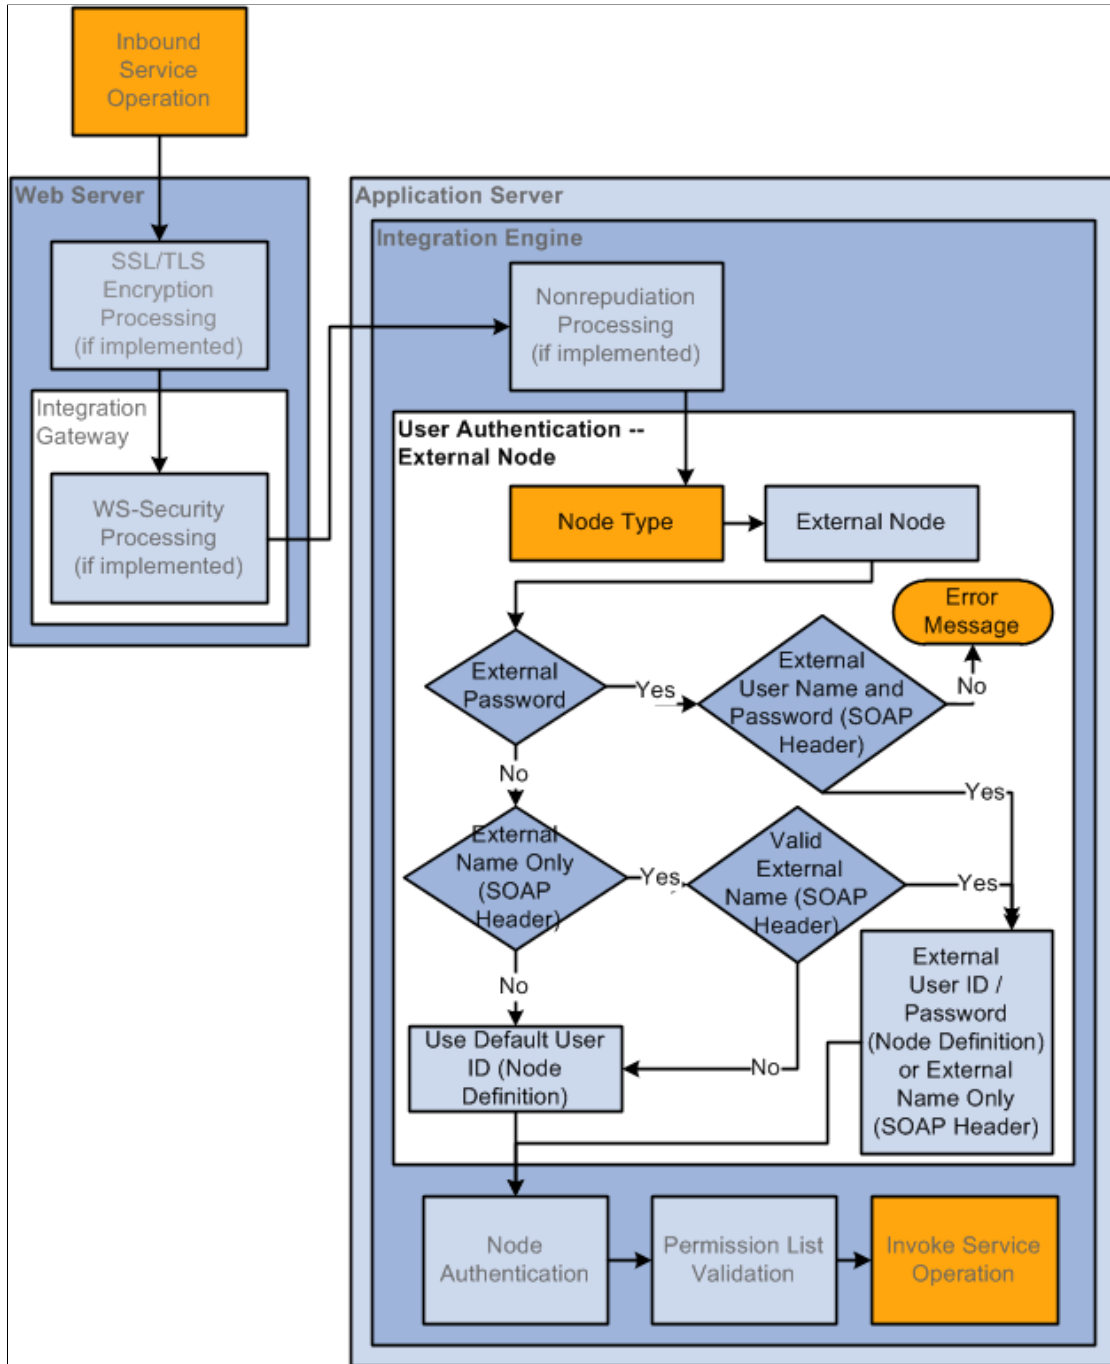 Inbound
Service
Operation
Web Server
SSL/TLS
Encryption
Processing
(if implemented)
Integration
Gateway
WS-Security
Processing
(if implemented)
Application Server
Integration Engine
Nonrepudiation
Processing
(if implemented)
User Authentication --
External Node
Node Type
External Node
Error
Message
External
Password
Yes
External
User Name and
Password (SOAP
Header)
No
No
Yes
External
Name Only
(SOAP
Header)
Yes
Valid
External
Name (SOAP
Header)
Yes
No
No
Use Default User
ID (Node
Definition)
External
User ID /
Password
(Node Definition)
or External
Name Only
(SOAP Header)
Node
Authentication
Permission List
Validation
Invoke Service
Operation